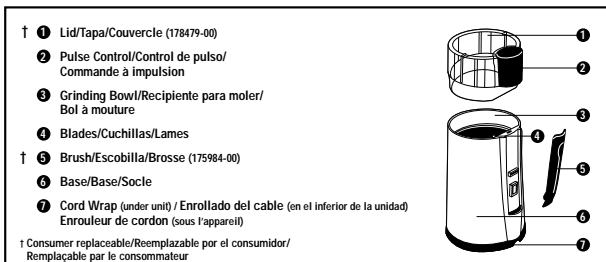 † ❶ Lid/Tapa/Couvercle (178479-00)
❷ Pulse Control/Control de pulso/
Commande à impulsion
❸ Grinding Bowl/Recipiente para moler/
Bol à mouture
❹ Blades/Cuchillas/Lames
† ❺ Brush/Escobilla/Brosse (175984-00)
❻ Base/Base/Socle
❼ Cord Wrap (under unit) / Enrollado del cable (en el inferior de la unidad)
Enrouleur de cordon (sous l'appareil)
† Consumer replaceable/Reemplazable por el consumidor/
Remplaçable par le consommateur
❶
❷
❸
❹
❺
❻
❼